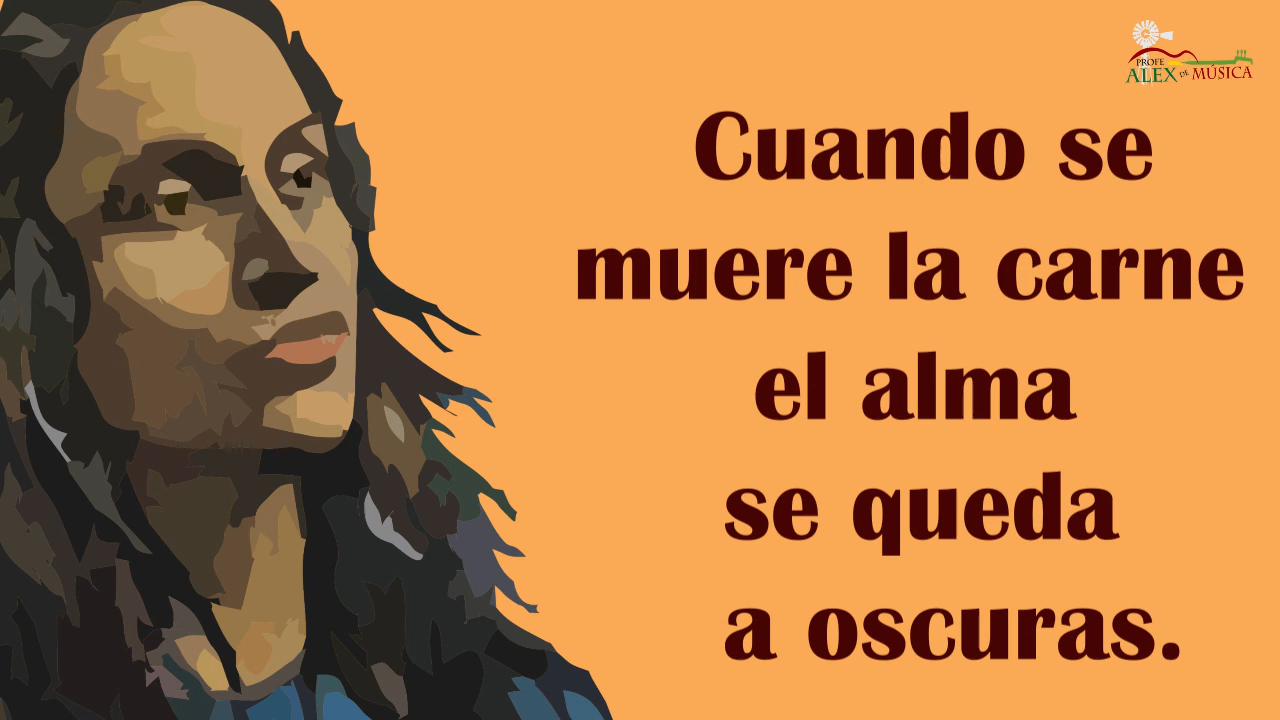 PROFE
ALEX DE MÚSICA
Cuando se
muere la carne
el alma
se queda
a oscuras.